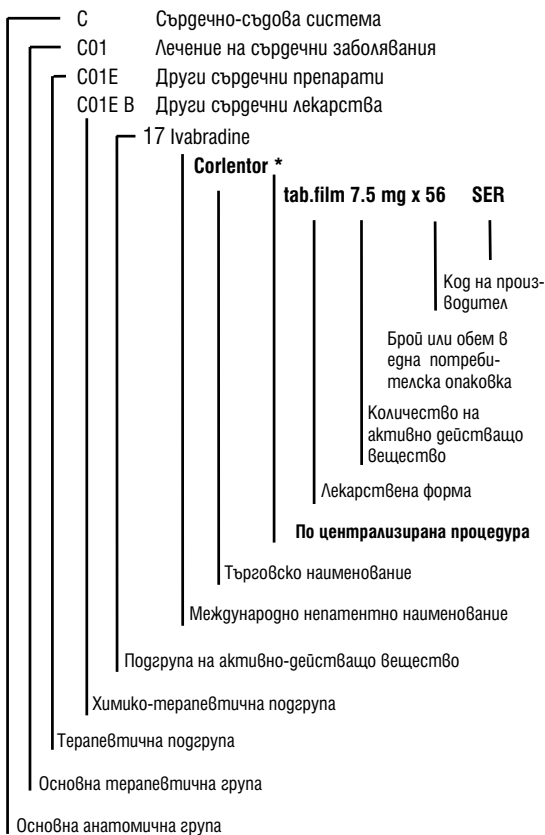 C Сърдечно-съдова система
C01 Лечение на сърдечни заболявания
C01E Други сърдечни препарати
C01E B Други сърдечни лекарства
17 Ivabradine
Corlentor *
tab.film 7.5 mg x 56 SER
Код на произ-
водител
Брой или обем в
една потреби-
телска опаковка
Количество на
активно действащо
вещество
Лекарствена форма
По централизирана процедура
Търговско наименование
Международно непатентно наименование
Подгрупа на активно-действащо вещество
Химико-терапевтична подгрупа
Терапевтична подгрупа
Основна терапевтична група
Основна анатомична група